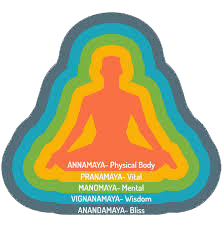 ANNAMAYA- Physical Body
PRANAMAYA- Vital
MANOMAYA- Mental
VIGNANAMAYA- Wisdom
ANANDAMAYA- Bliss